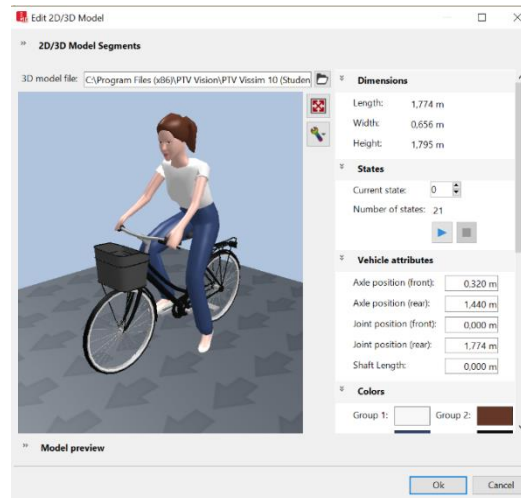 Edit 2D/3D Model
2D/3D Model Segments
3D model file: C:\Program Files (x86)\PTV Vision\PTV Vissim 10 (Studen
Dimensions
Length: 1,774 m
Width: 0,656 m
Height: 1,795 m
States
Current state: 0
Number of states: 21
Vehicle attributes
Axle position (front): 0,320 m
Axle position (rear): 1,440 m
Joint position (front): 0,000 m
Joint position (rear): 1,774 m
Shaft Length: 0,000 m
Colors
Group 1: Group 2:
Model preview
Ok Cancel